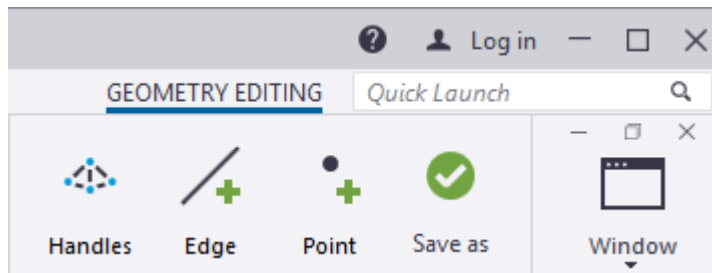 Log in
GEOMETRY EDITING
Quick Launch
Handles
Edge
Point
Save as
Window